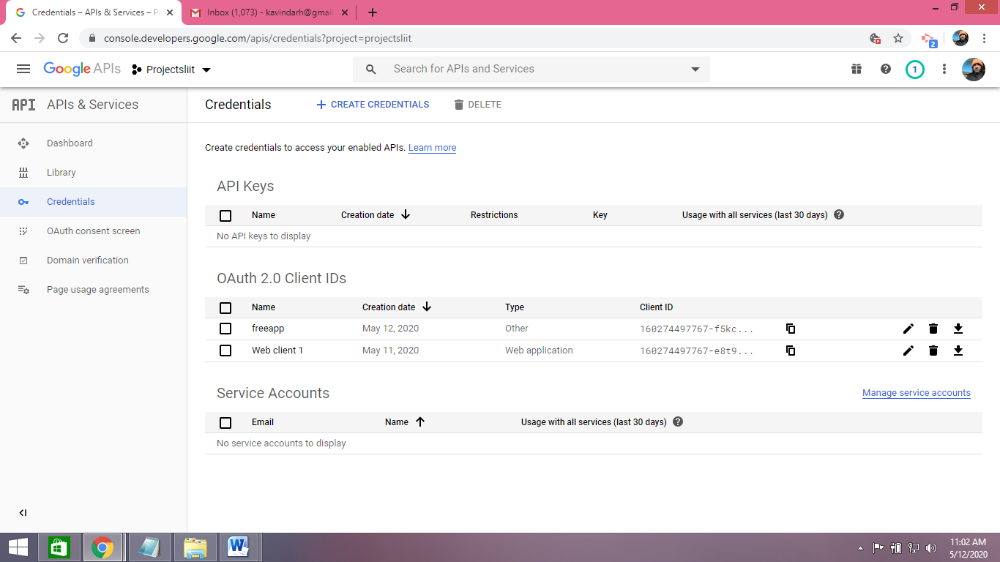 Credentials – APIs & Services – P
Inbox (1,073) - kavindarh@gmail.
console.developers.google.com/apis/credentials?project=projectsliit
2
Google APIs
Projectsliit
Search for APIs and Services
1
API APIs & Services
Credentials
CREATE CREDENTIALS
DELETE
Dashboard
Library
Credentials
OAuth consent screen
Domain verification
Page usage agreements
Create credentials to access your enabled APIs. Learn more
API Keys
Name Creation date Restrictions Key Usage with all services (last 30 days)
No API keys to display
OAuth 2.0 Client IDs
Name Creation date Type Client ID
freeapp May 12, 2020 Other 160274497767-f5kc...
Web client 1 May 11, 2020 Web application 160274497767-e8t9...
Service Accounts
Manage service accounts
Email Name Usage with all services (last 30 days)
No service accounts to display
11:02 AM
5/12/2020